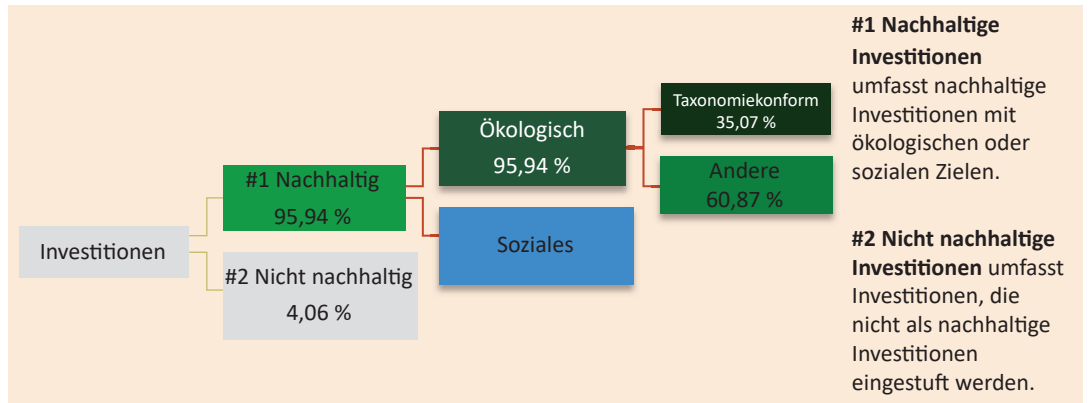 Investitionen
#1 Nachhaltig
95,94 %
#2 Nicht nachhaltig
4,06 %
Ökologisch
95,94 %
Soziales
Taxonomiekonform
35,07 %
Andere
60,87 %
#1 Nachhaltige
Investitionen
umfasst nachhaltige
Investitionen mit
ökologischen oder
sozialen Zielen.
#2 Nicht nachhaltige
Investitionen umfasst
Investitionen, die
nicht als nachhaltige
Investitionen
eingestuft werden.